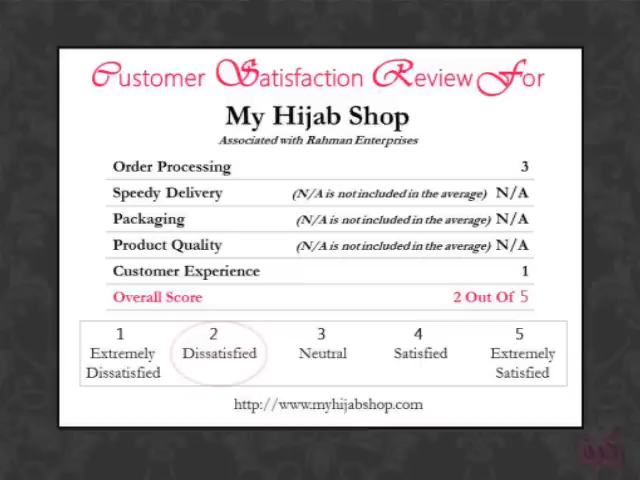 Customer Satisfaction Review For
My Hijab Shop
Associated with Rahman Enterprises
Order Processing 3
Speedy Delivery (N/A is not included in the average) N/A
Packaging (N/A is not included in the average) N/A
Product Quality (N/A is not included in the average) N/A
Customer Experience 1
Overall Score 2 Out Of 5
1 2 3 4 5
Extremely Dissatisfied Neutral Satisfied Extremely
Dissatisfied Satisfied
http://www.myhijabshop.com